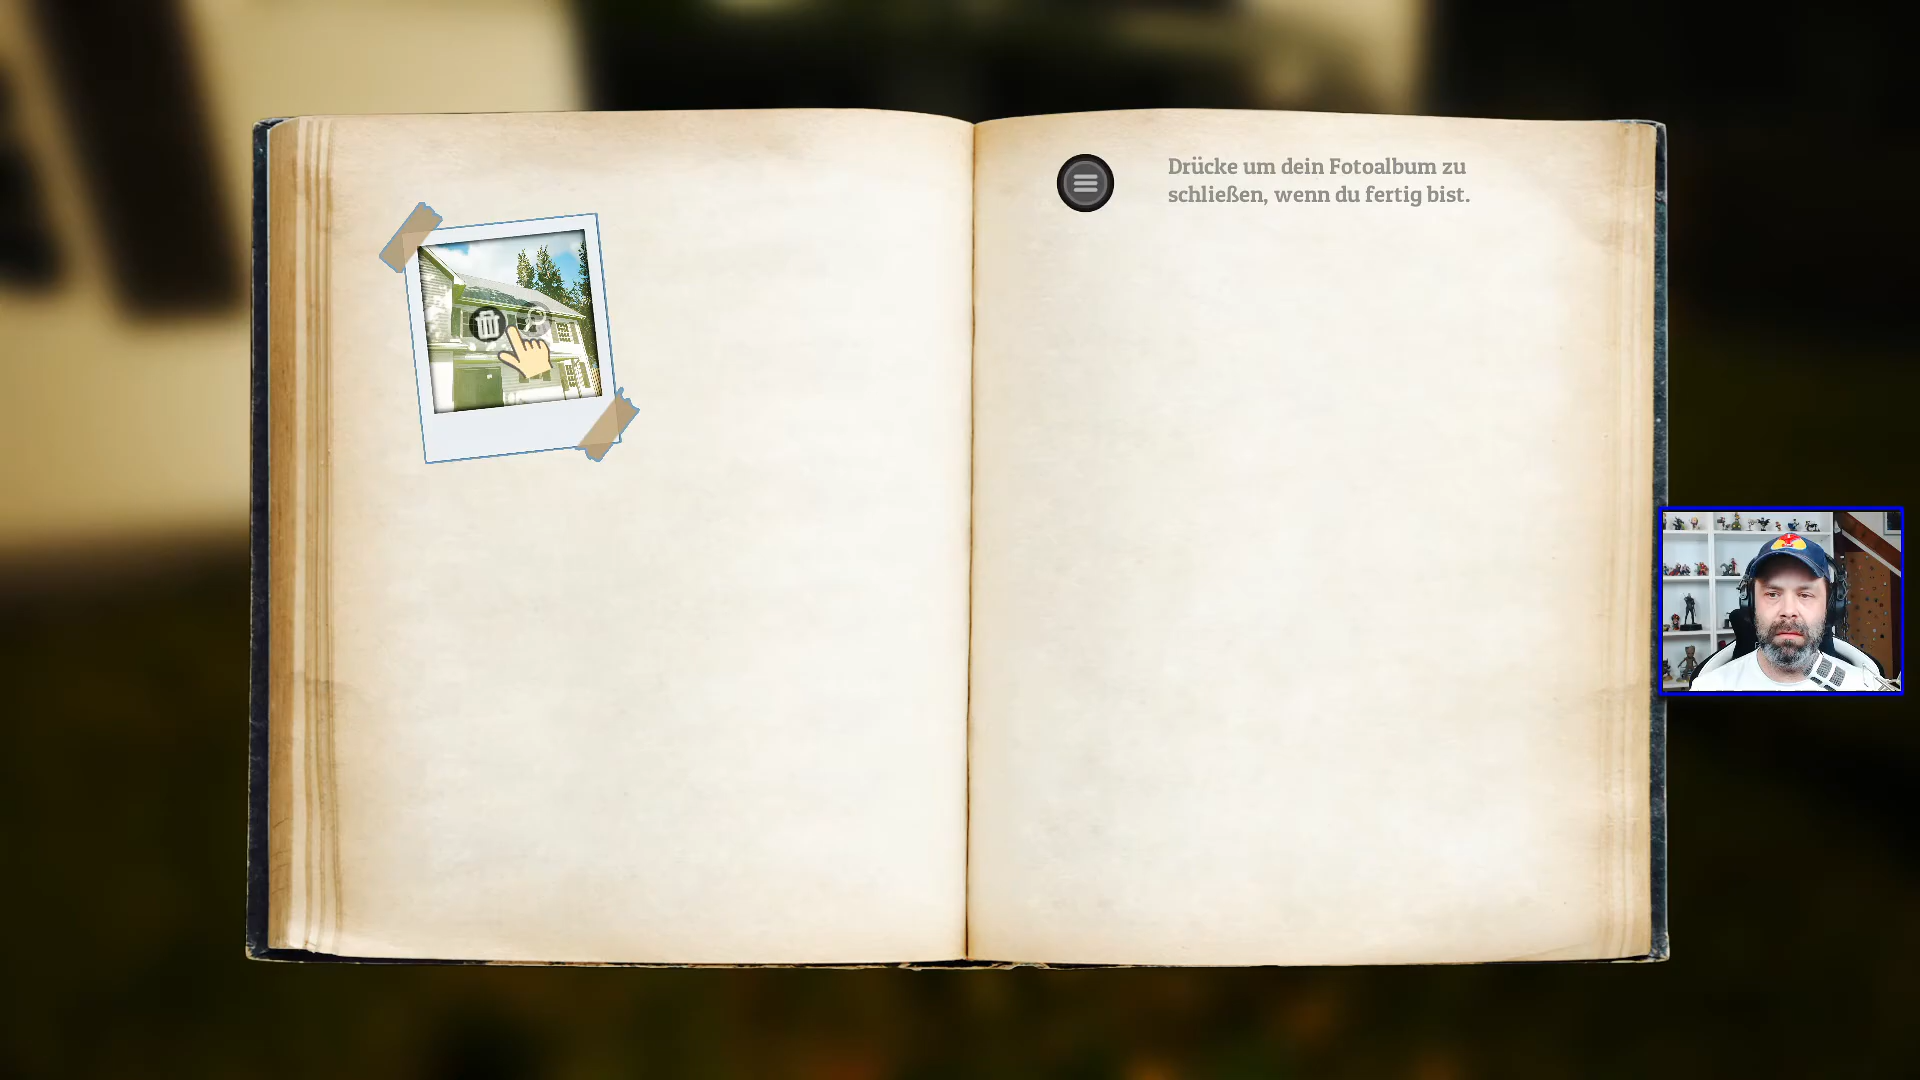 Drücke um dein Fotoalbum zu
schließen, wenn du fertig bist.